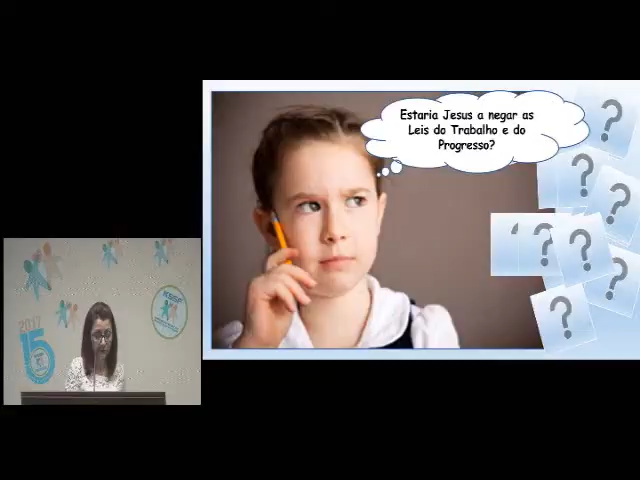 Estaria Jesus a negar as
Leis do Trabalho e do
Progresso?
2017
15